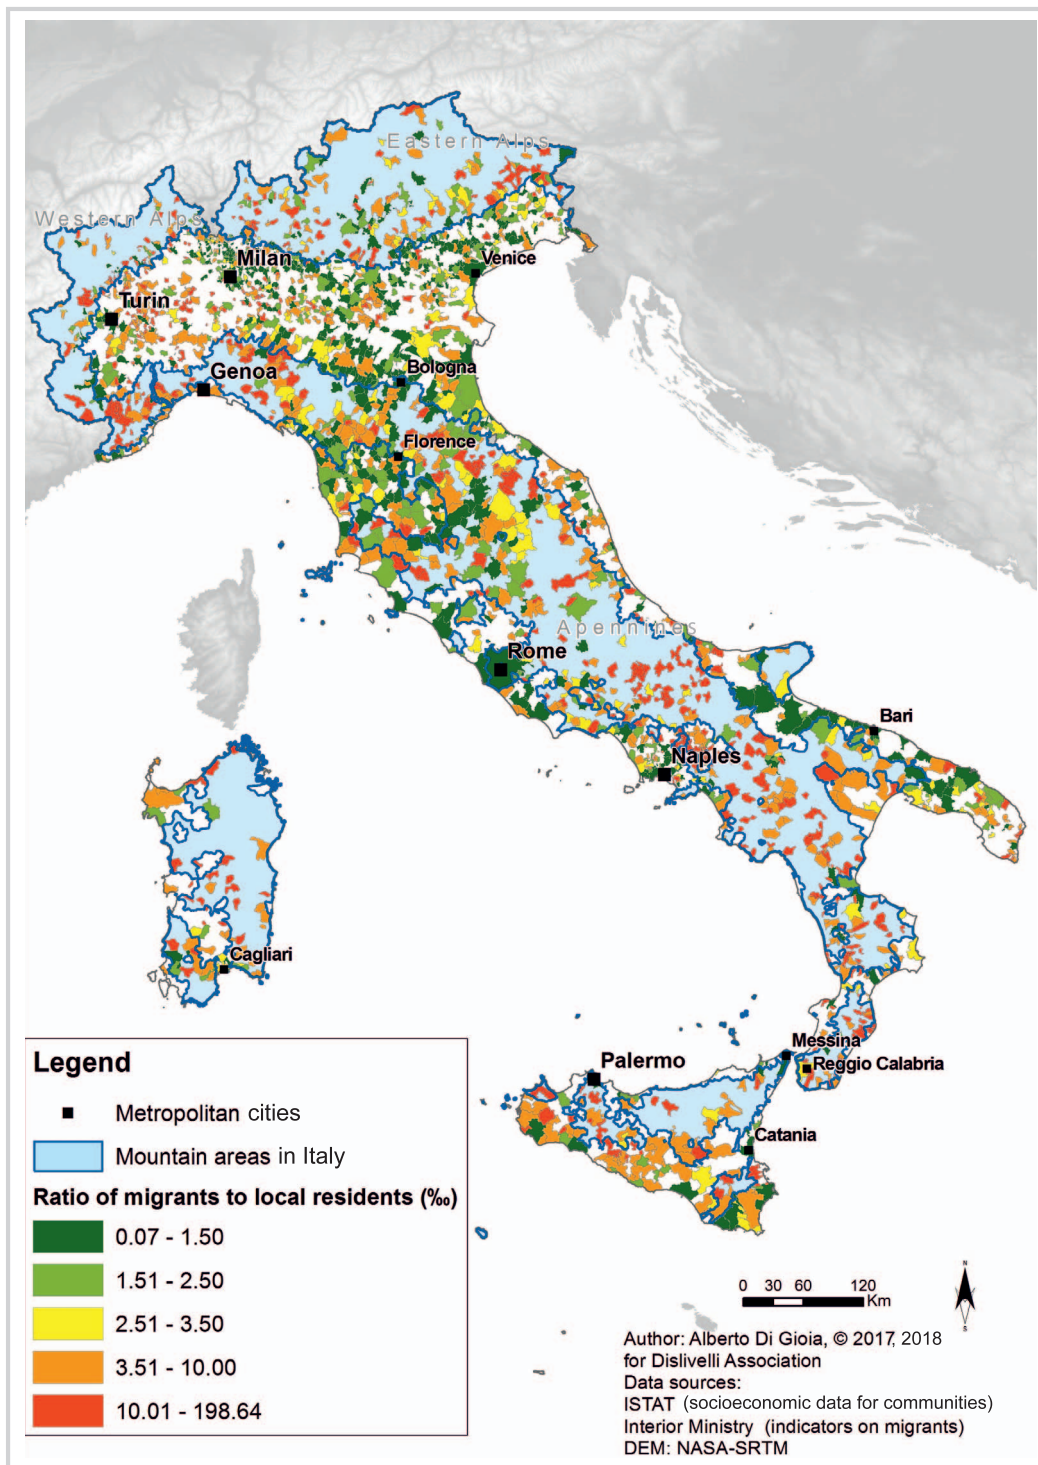 Eastern Alps
Western Alps
Milan
Venice
Turin
Genoa
Bologna
Florence
Apennines
Rome
Bari
Naples
Cagliari
Messina
Reggio Calabria
Palermo
Catania
Legend
Metropolitan cities
Mountain areas in Italy
Ratio of migrants to local residents (‰)
0.07 - 1.50
1.51 - 2.50
2.51 - 3.50
3.51 - 10.00
10.01 - 198.64
N
S
0 30 60 120
Km
Author: Alberto Di Gioia, © 2017, 2018
for Dislivelli Association
Data sources:
ISTAT (socioeconomic data for communities)
Interior Ministry (indicators on migrants)
DEM: NASA-SRTM